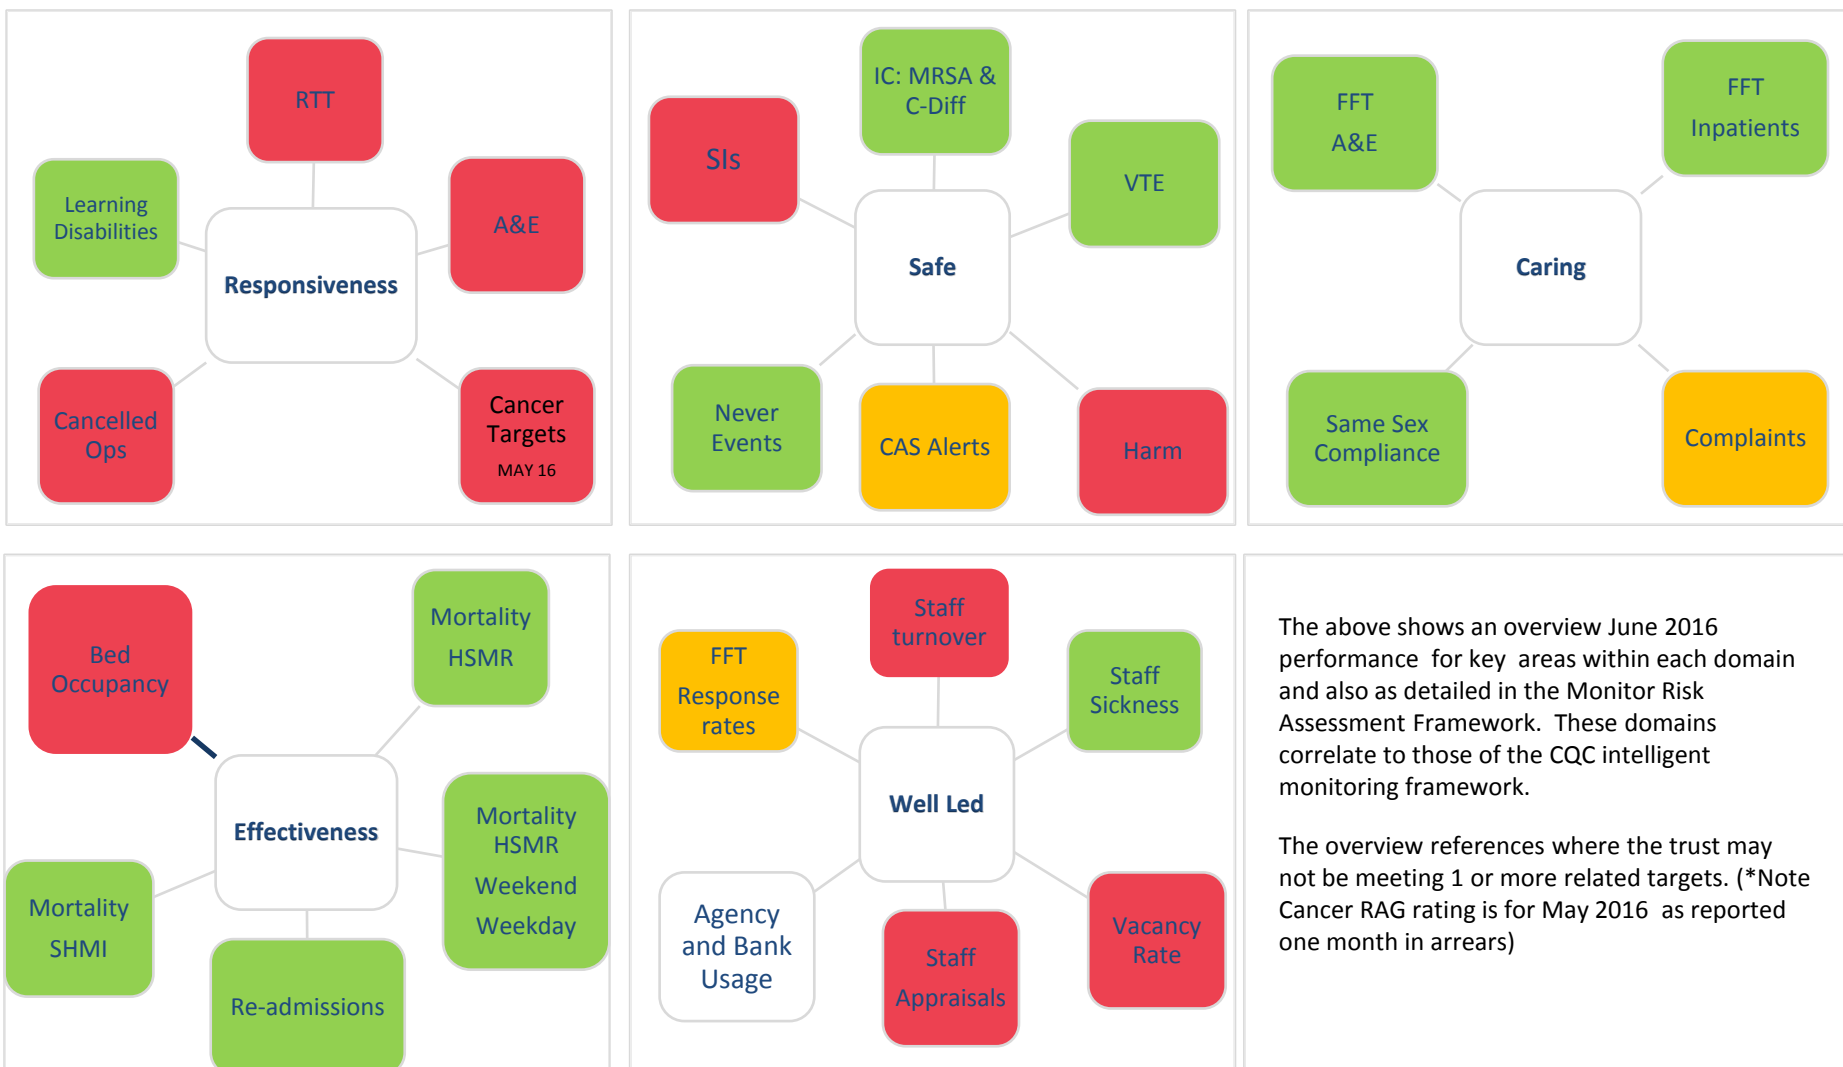 RTT
Learning
Disabilities
A&E
Responsiveness
Cancelled
Ops
Cancer
Targets
MAY 16
IC: MRSA &
C-Diff
SIs
VTE
Safe
Never
Events
CAS Alerts
Harm
FFT
A&E
FFT
Inpatients
Caring
Same Sex
Compliance
Complaints
Bed
Occupancy
Mortality
HSMR
Effectiveness
Mortality
HSMR
Weekend
Weekday
Mortality
SHMI
Re-admissions
Staff
turnover
FFT
Response
rates
Staff
Sickness
Well Led
Agency
and Bank
Usage
Staff
Appraisals
Vacancy
Rate
The above shows an overview June 2016
performance  for key  areas within each domain
and also as detailed in the Monitor Risk
Assessment Framework.  These domains
correlate to those of the CQC intelligent
monitoring framework.
The overview references where the trust may
not be meeting 1 or more related targets. (*Note
Cancer RAG rating is for May 2016  as reported
one month in arrears)